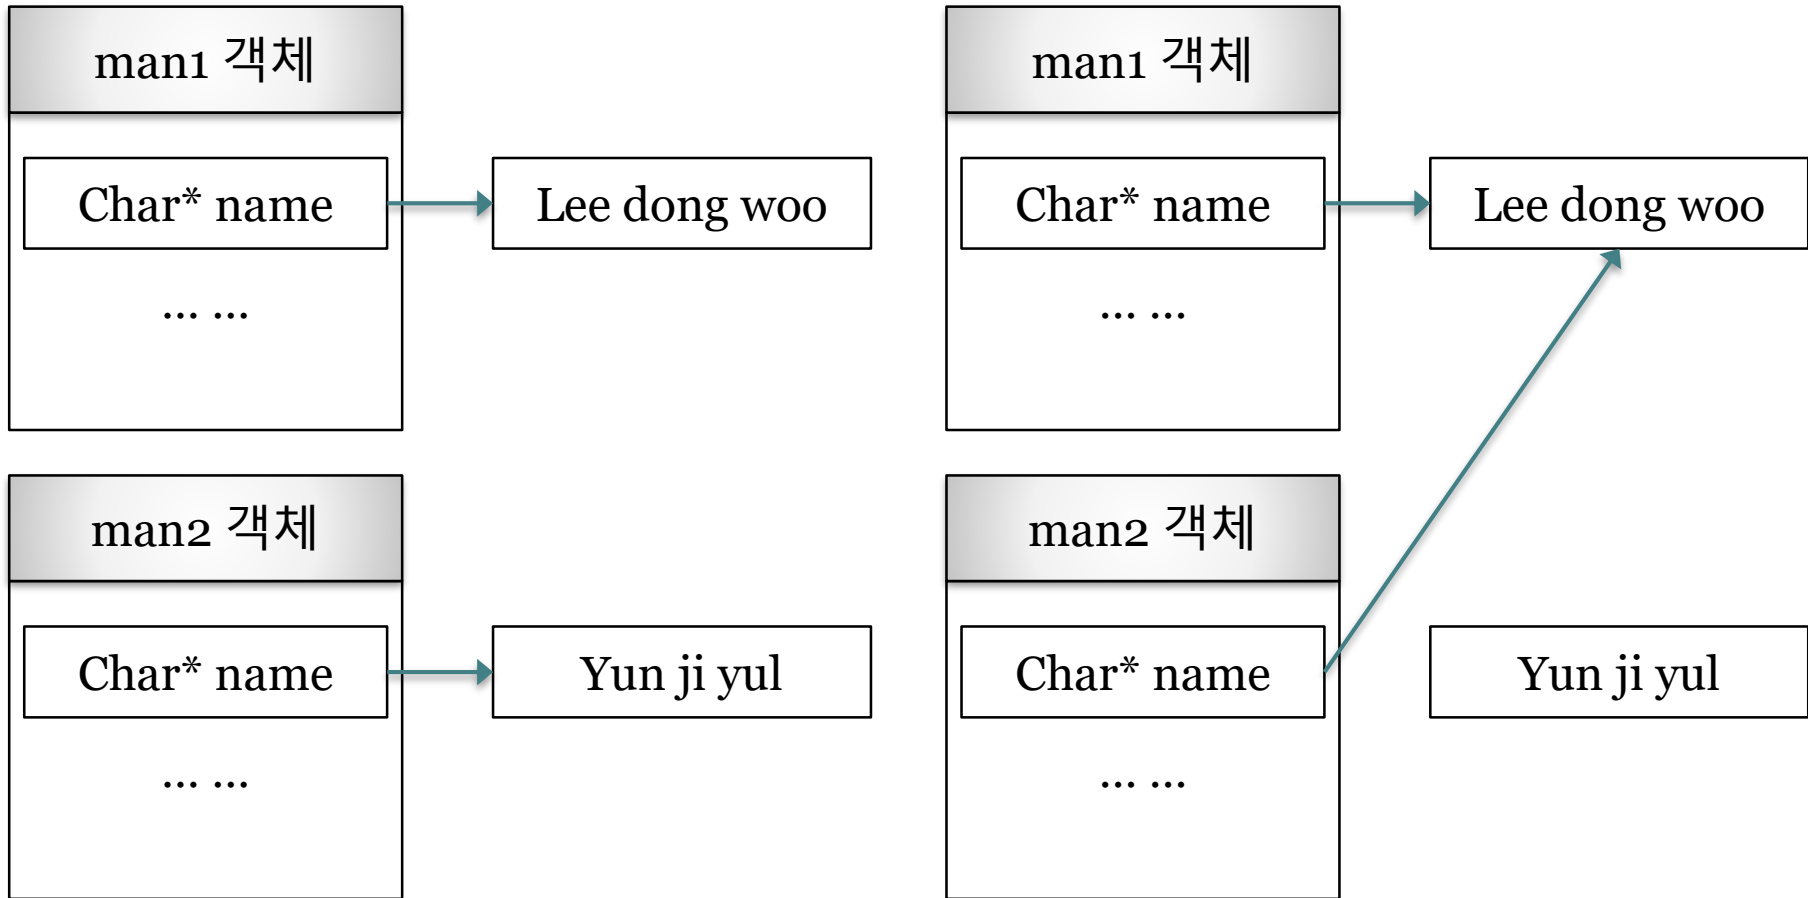 man1 객체
Char* name
Lee dong woo
... ...
man2 객체
Char* name
Yun ji yul
... ...
man1 객체
Char* name
Lee dong woo
... ...
man2 객체
Char* name
Yun ji yul
... ...